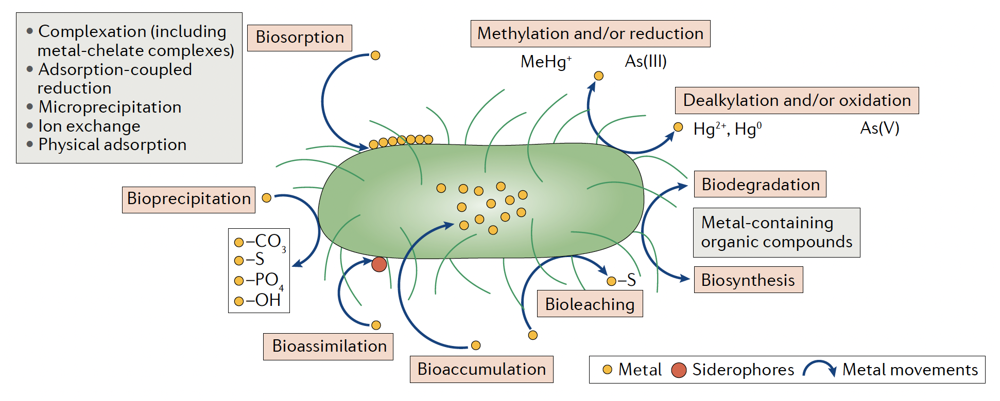 • Complexation (including
metal-chelate complexes)
• Adsorption-coupled
reduction
• Microprecipitation
• Ion exchange
• Physical adsorption
Biosorption
Methylation and/or reduction
MeHg⁺ As(III)
Dealkylation and/or oxidation
Hg²⁺, Hg⁰ As(V)
Bioprecipitation
–CO₃
–S
–PO₄
–OH
Biodegradation
Metal-containing
organic compounds
Biosynthesis
–S
Bioleaching
Bioassimilation
Bioaccumulation
Metal Siderophores Metal movements